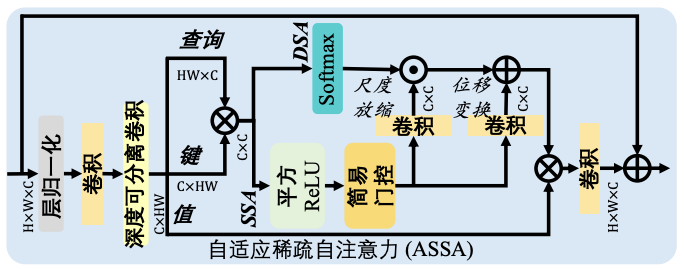 查询
HW×C
DSA
Softmax
尺度
放缩
C×C
位移
变换
C×C
卷积
卷积
H×W×C
层归一化
卷积
深度可分离卷积
C×HW
键
C×HW
值
C×C
SSA
平方
ReLU
简易
门控
卷积
H×W×C
自适应稀疏自注意力 (ASSA)